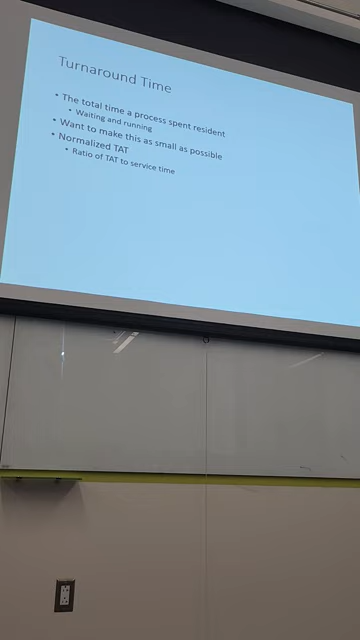 Turnaround Time
• The total time a process spent resident
• Waiting and running
• Want to make this as small as possible
• Normalized TAT
• Ratio of TAT to service time